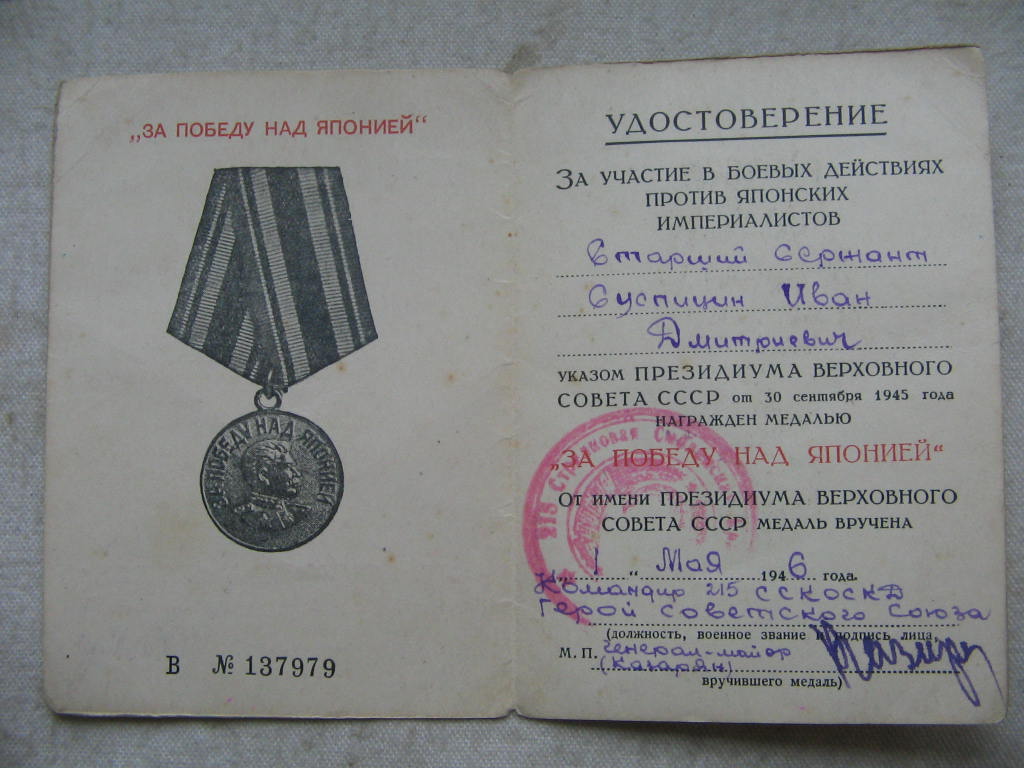 „ЗА ПОБЕДУ НАД ЯПОНИЕЙ“
ЗА ПОБЕДУ НАД ЯПОНИЕЙ
В № 137979
УДОСТОВЕРЕНИЕ
ЗА УЧАСТИЕ В БОЕВЫХ ДЕЙСТВИЯХ
ПРОТИВ ЯПОНСКИХ
ИМПЕРИАЛИСТОВ
Старший Сержант
Суспицин Иван
Дмитриевич
УКАЗОМ ПРЕЗИДИУМА ВЕРХОВНОГО
СОВЕТА СССР от 30 сентября 1945 года
НАГРАЖДЕН МЕДАЛЬЮ
„ЗА ПОБЕДУ НАД ЯПОНИЕЙ“
ОТ ИМЕНИ ПРЕЗИДИУМА ВЕРХОВНОГО
СОВЕТА СССР МЕДАЛЬ ВРУЧЕНА
„1„ Мая 1946 года.
Командир 215 ССКОСКД
Герой Советского Союза
(должность, военное звание и подпись лица,
М. П. генерал-майор
(Казарян)
вручившего медаль)
215 Стрелковая